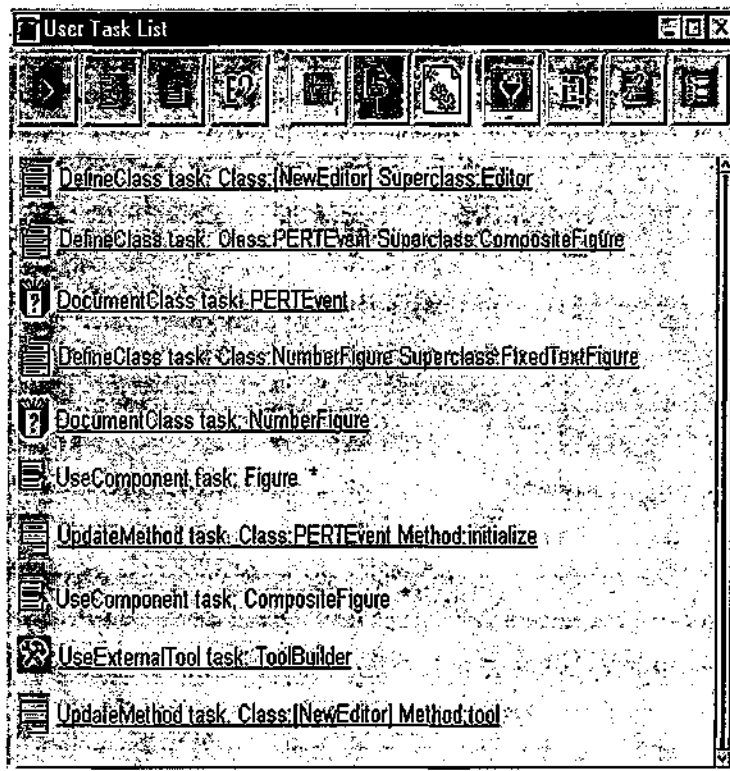 User Task List
DefineClass task: Class:[NewEditor] Superclass:Editor
DefineClass task: Class:PERTEvent Superclass:CompositeFigure
DocumentClass task: PERTEvent
DefineClass task: Class:NumberFigure Superclass:FixedTextFigure
DocumentClass task: NumberFigure
UseComponent task: Figure *
UpdateMethod task: Class:PERTEvent Method:initialize
UseComponent task: CompositeFigure *
UseExternalTool task: ToolBuilder
UpdateMethod task: Class:[NewEditor] Method:tool